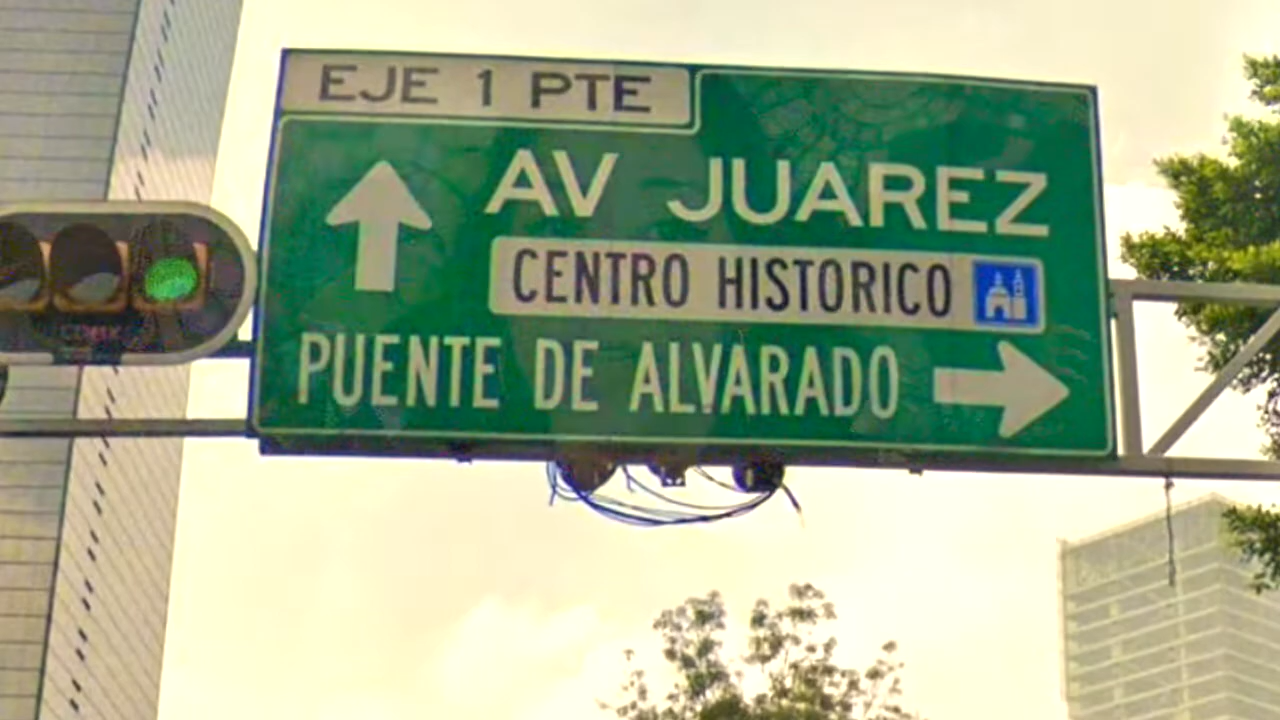 EJE 1 PTE
AV JUAREZ
CENTRO HISTORICO
PUENTE DE ALVARADO